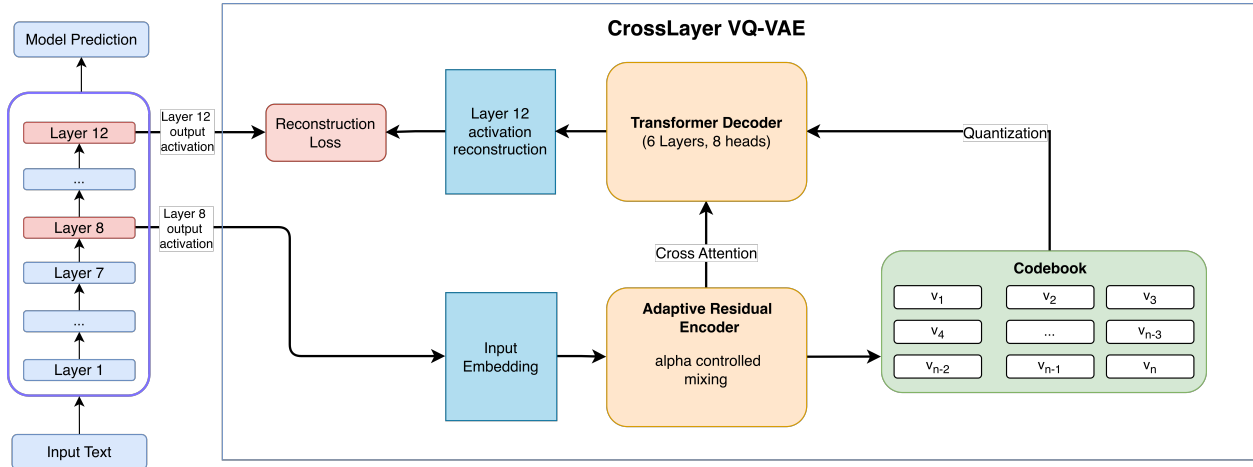 CrossLayer VQ-VAE
Model Prediction
Layer 12
...
Layer 8
Layer 7
...
Layer 1
Input Text
Layer 12
output
activation
Layer 8
output
activation
Reconstruction
Loss
Layer 12
activation
reconstruction
Transformer Decoder
(6 Layers, 8 heads)
Quantization
Cross Attention
Input
Embedding
Adaptive Residual
Encoder
alpha controlled
mixing
Codebook
v1 v2 v3
v4 ... vn-3
vn-2 vn-1 vn